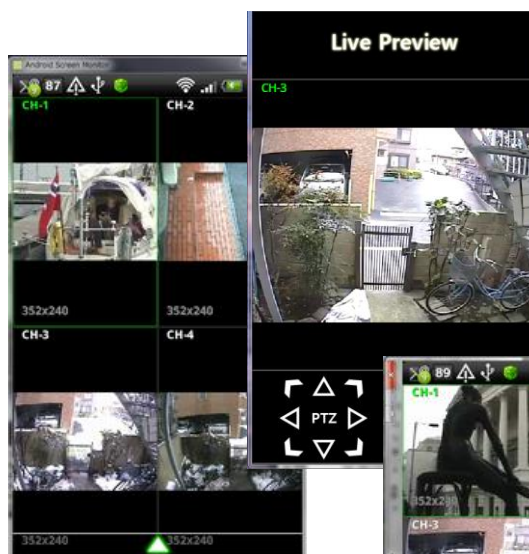 Android Screen Monitor
87
CH-1
CH-2
352x240
352x240
CH-3
CH-4
352x240
352x240
Live Preview
CH-3
PTZ
89
CH-1
352x240
CH-3